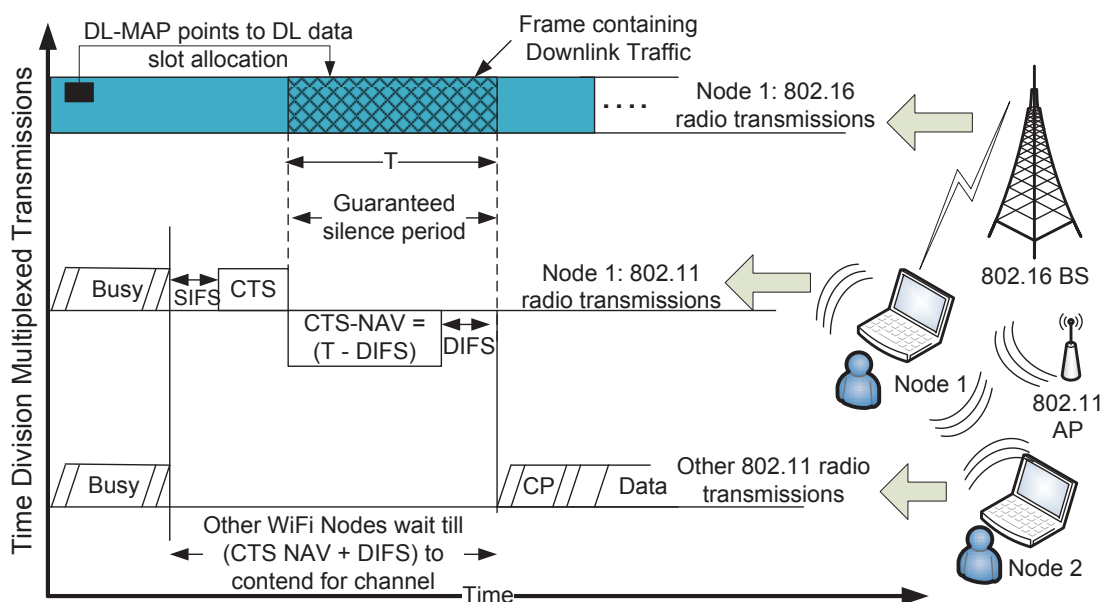 DL-MAP points to DL data
slot allocation
Frame containing
Downlink Traffic
Time Division Multiplexed Transmissions
....
Node 1: 802.16
radio transmissions
T
Guaranteed
silence period
802.16 BS
Busy
SIFS
CTS
Node 1: 802.11
radio transmissions
CTS-NAV =
(T - DIFS)
DIFS
Node 1
802.11
AP
Busy
CP
Data
Other 802.11 radio
transmissions
Other WiFi Nodes wait till
(CTS NAV + DIFS) to
contend for channel
Node 2
Time